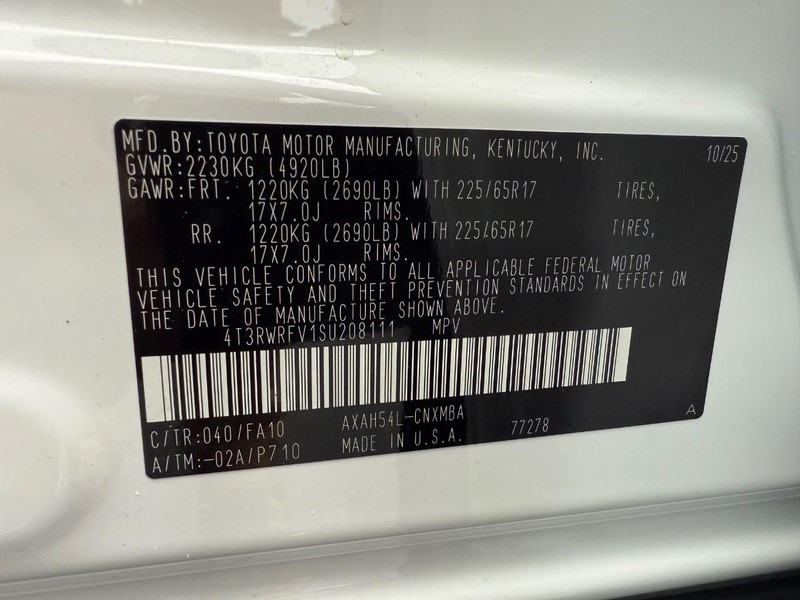 MFD.BY:TOYOTA MOTOR MANUFACTURING, KENTUCKY, INC. 10/25
GVWR:2230KG (4920LB)
GAWR:FRT. 1220KG (2690LB) WITH 225/65R17 TIRES,
17X7.0J RIMS.
RR. 1220KG (2690LB) WITH 225/65R17 TIRES,
17X7.0J RIMS.
THIS VEHICLE CONFORMS TO ALL APPLICABLE FEDERAL MOTOR
VEHICLE SAFETY AND THEFT PREVENTION STANDARDS IN EFFECT ON
THE DATE OF MANUFACTURE SHOWN ABOVE.
4T3RWRFV1SU208111 MPV
C/TR:040/FA10 AXAH54L-CNXMBA
A/TM:-02A/P710 MADE IN U.S.A. 77278 A